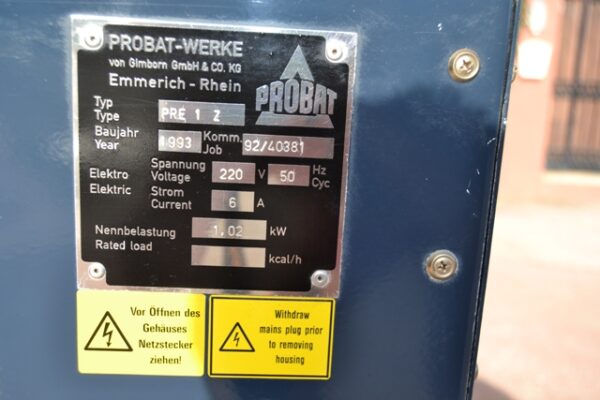 PROBAT-WERKE
von Gimborn GmbH & CO. KG
Emmerich - Rhein
PROBAT
Typ
Type PRE 1 Z
Baujahr
Year 1993 Komm.
Job 92/40381
Elektro
Electric
Spannung
Voltage 220 V 50 Hz
Cyc
Strom
Current 6 A
Nennbelastung
Rated load 1.02 kW
kcal/h
Vor Öffnen des
Gehäuses
Netzstecker
ziehen!
Withdraw
mains plug prior
to removing
housing